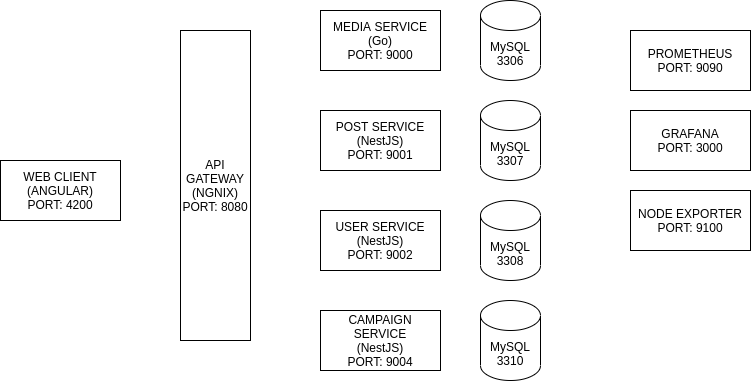 WEB CLIENT
(ANGULAR)
PORT: 4200
API
GATEWAY
(NGNIX)
PORT: 8080
MEDIA SERVICE
(Go)
PORT: 9000
MySQL
3306
POST SERVICE
(NestJS)
PORT: 9001
MySQL
3307
USER SERVICE
(NestJS)
PORT: 9002
MySQL
3308
CAMPAIGN
SERVICE
(NestJS)
PORT: 9004
MySQL
3310
PROMETHEUS
PORT: 9090
GRAFANA
PORT: 3000
NODE EXPORTER
PORT: 9100